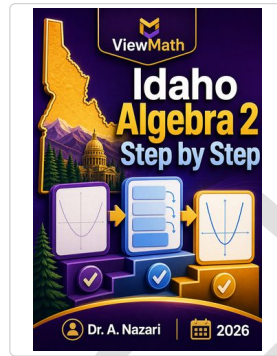 ViewMath
Idaho
Algebra 2
Step by Step
Dr. A. Nazari
2026